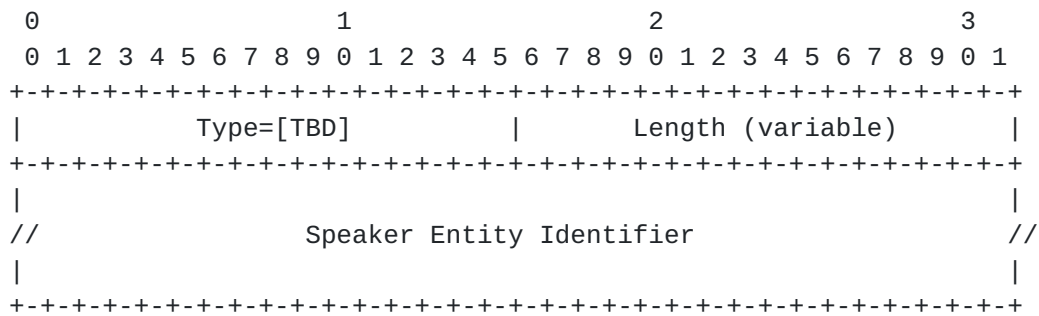 0                   1                   2                   3
 0 1 2 3 4 5 6 7 8 9 0 1 2 3 4 5 6 7 8 9 0 1 2 3 4 5 6 7 8 9 0 1
+-+-+-+-+-+-+-+-+-+-+-+-+-+-+-+-+-+-+-+-+-+-+-+-+-+-+-+-+-+-+-+-+
|           Type=[TBD]          |       Length (variable)       |
+-+-+-+-+-+-+-+-+-+-+-+-+-+-+-+-+-+-+-+-+-+-+-+-+-+-+-+-+-+-+-+-+
|                                                               |
//                 Speaker Entity Identifier                    //
|                                                               |
+-+-+-+-+-+-+-+-+-+-+-+-+-+-+-+-+-+-+-+-+-+-+-+-+-+-+-+-+-+-+-+-+